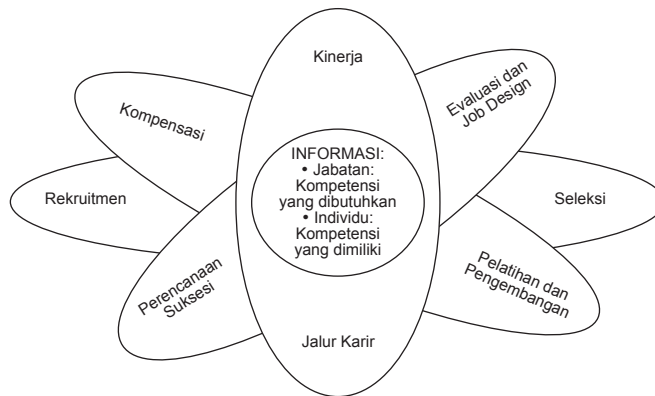 Kinerja
Evaluasi dan
Job Design
Kompensasi
INFORMASI:
• Jabatan:
Kompetensi
yang dibutuhkan
• Individu:
Kompetensi
yang dimiliki
Rekruitmen
Seleksi
Perencanaan
Suksesi
Pelatihan dan
Pengembangan
Jalur Karir